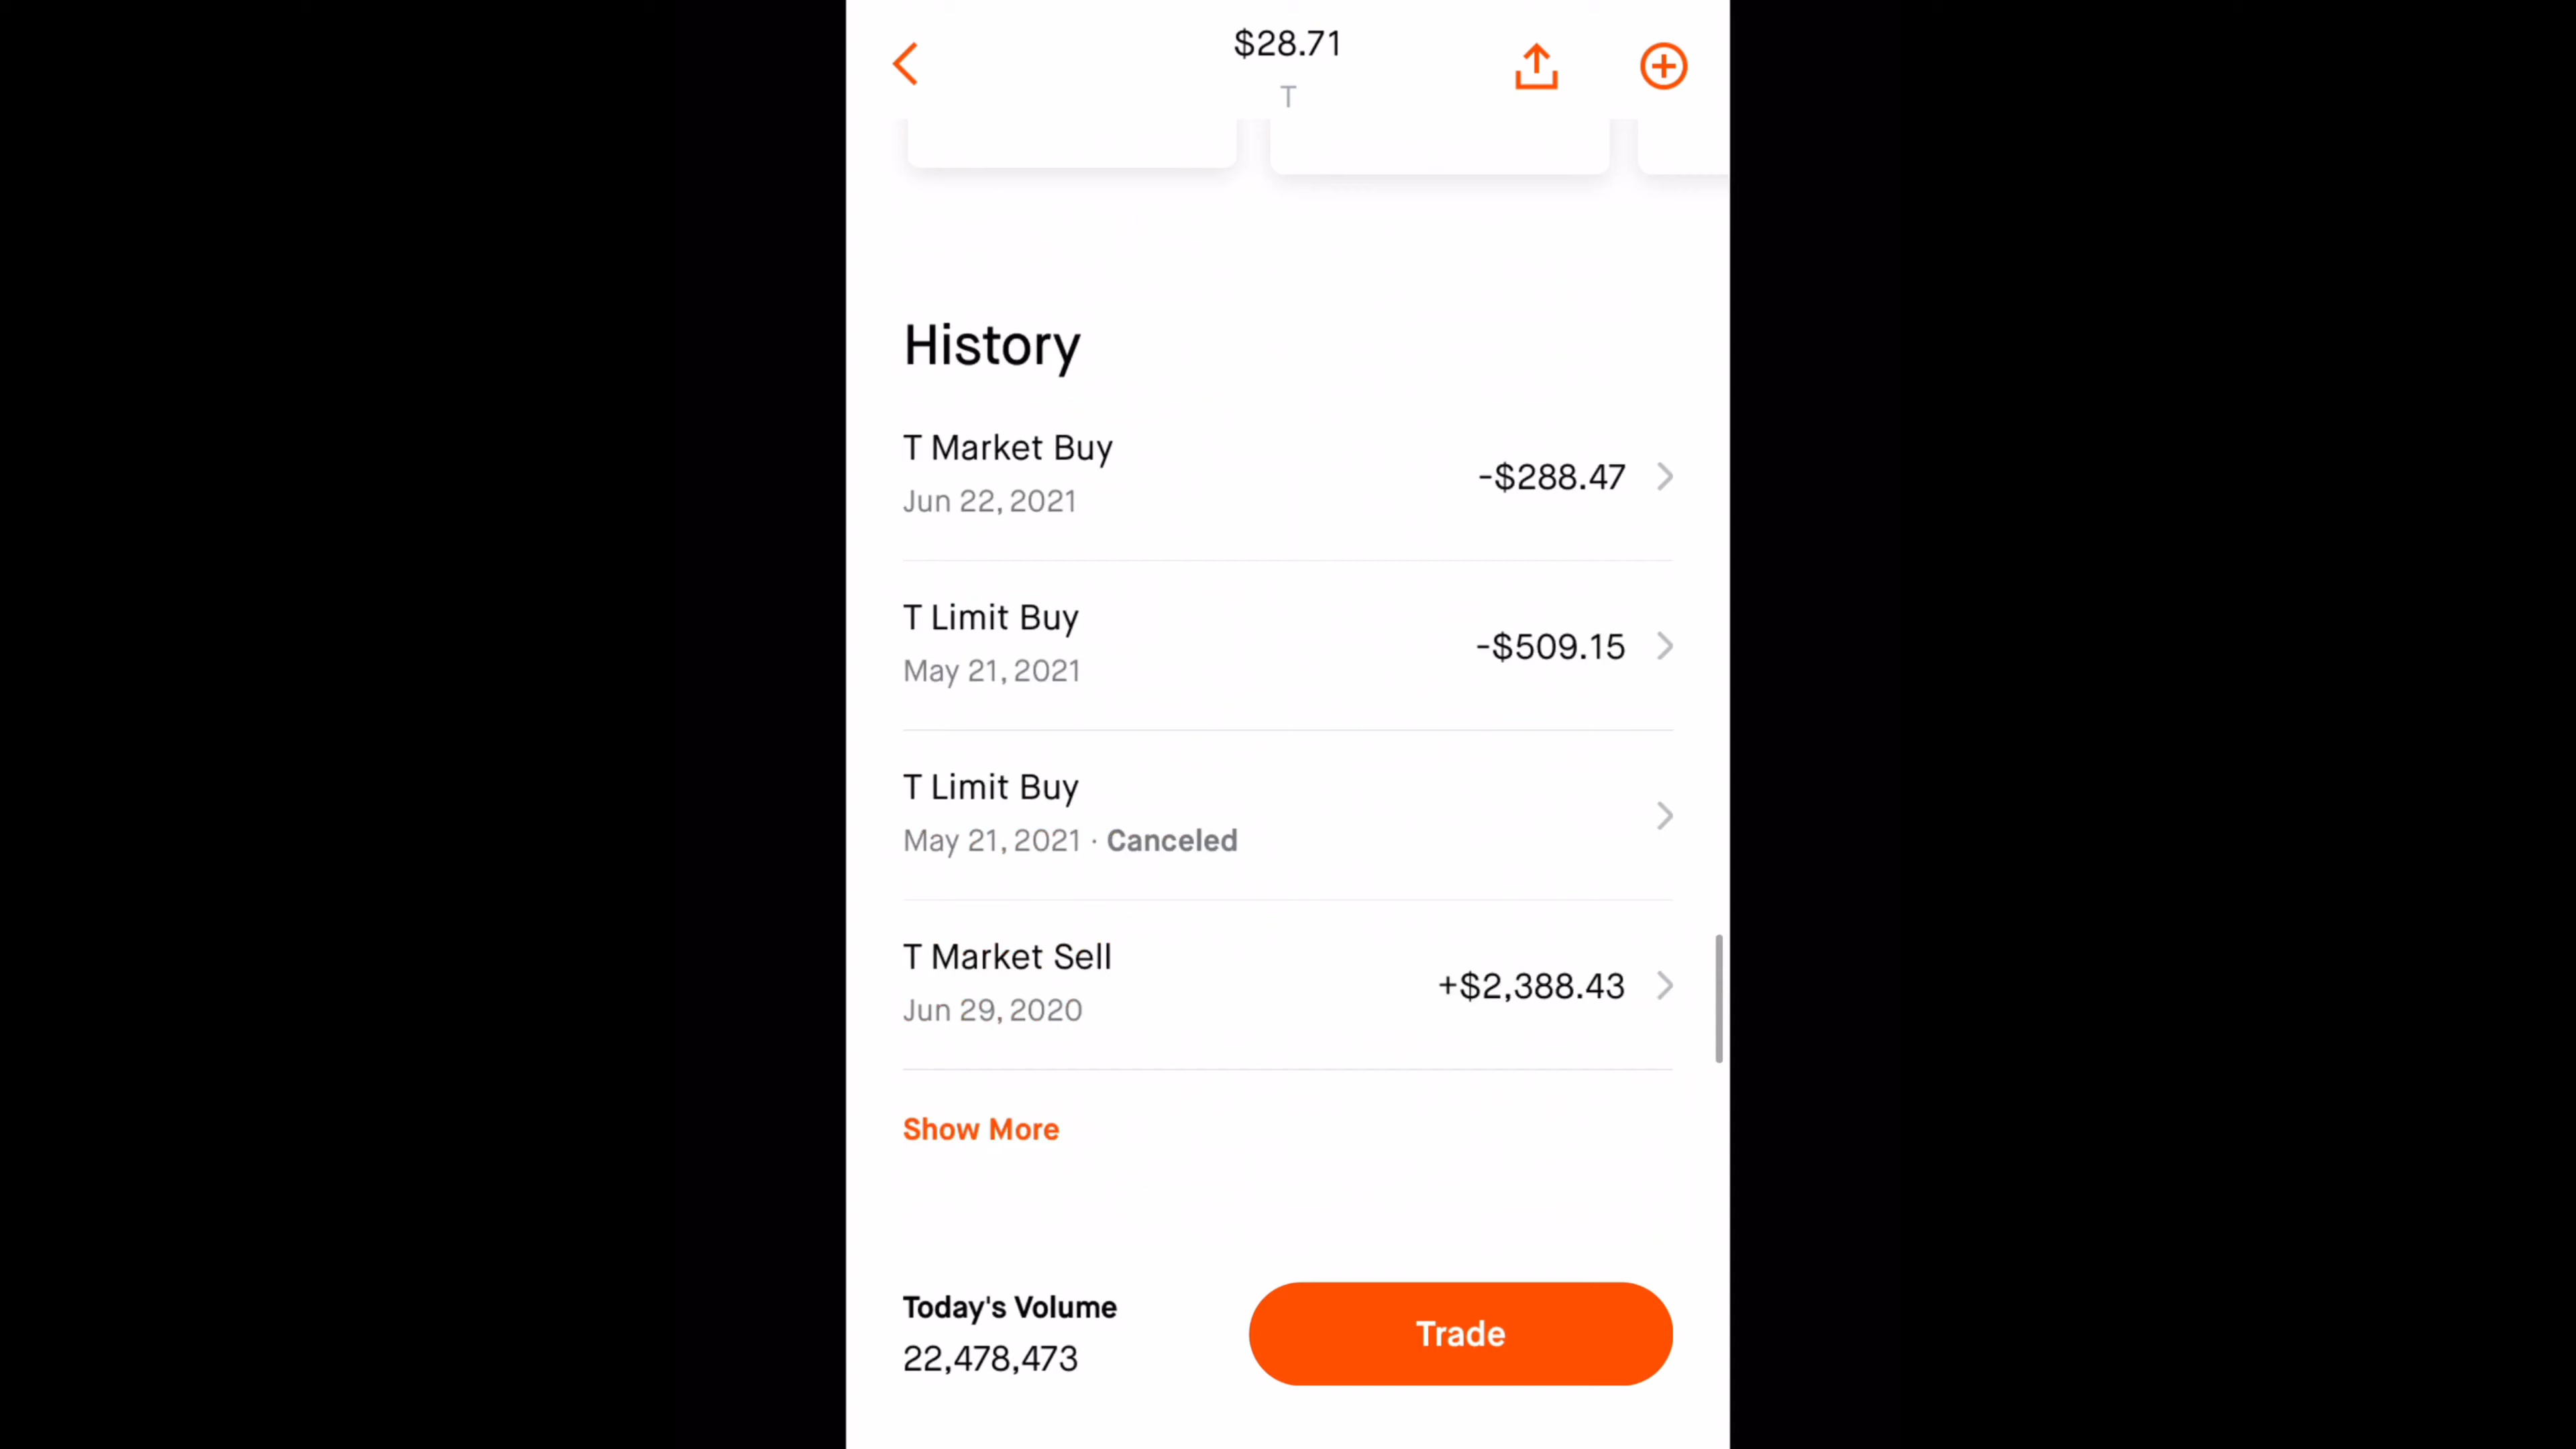 $28.71
T
History
T Market Buy
-$288.47
Jun 22, 2021
T Limit Buy
-$509.15
May 21, 2021
T Limit Buy
May 21, 2021 · Canceled
T Market Sell
+$2,388.43
Jun 29, 2020
Show More
Today's Volume
22,478,473
Trade